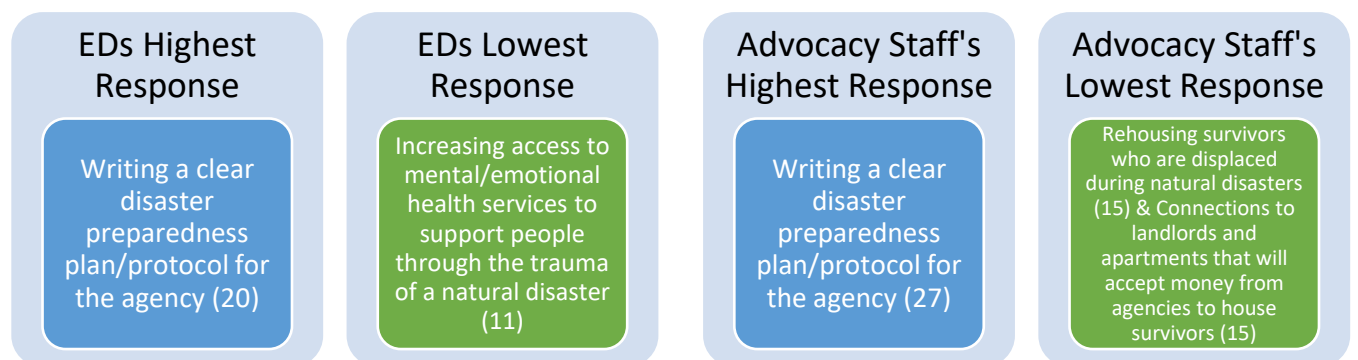 EDs Highest
Response
Writing a clear
disaster
preparedness
plan/protocol for
the agency (20)
EDs Lowest
Response
Increasing access to
mental/emotional
health services to
support people
through the trauma
of a natural disaster
(11)
Advocacy Staff's
Highest Response
Writing a clear
disaster
preparedness
plan/protocol for
the agency (27)
Advocacy Staff's
Lowest Response
Rehousing survivors
who are displaced
during natural disasters
(15) & Connections to
landlords and
apartments that will
accept money from
agencies to house
survivors (15)